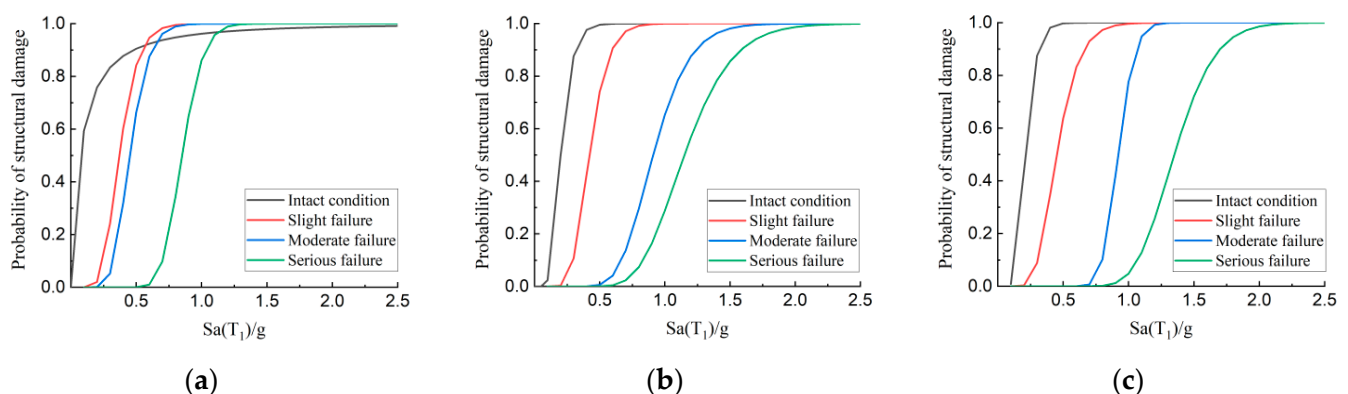 Probability of structural damage
1.0
0.8
0.6
0.4
0.2
0.0
Intact condition
Slight failure
Moderate failure
Serious failure
0.5 1.0 1.5 2.0 2.5
Sa(T1)/g
(a)
Probability of structural damage
1.0
0.8
0.6
0.4
0.2
0.0
Intact condition
Slight failure
Moderate failure
Serious failure
0.5 1.0 1.5 2.0 2.5
Sa(T1)/g
(b)
Probability of structural damage
1.0
0.8
0.6
0.4
0.2
0.0
Intact condition
Slight failure
Moderate failure
Serious failure
0.5 1.0 1.5 2.0 2.5
Sa(T1)/g
(c)